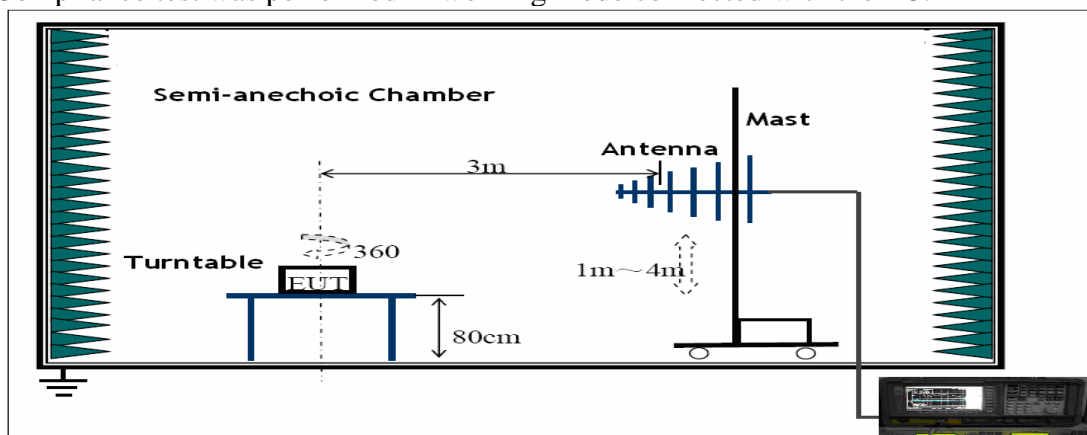 Semi-anechoic Chamber
Mast
Antenna
3m
360
Turntable
EUT
1m～4m
80cm